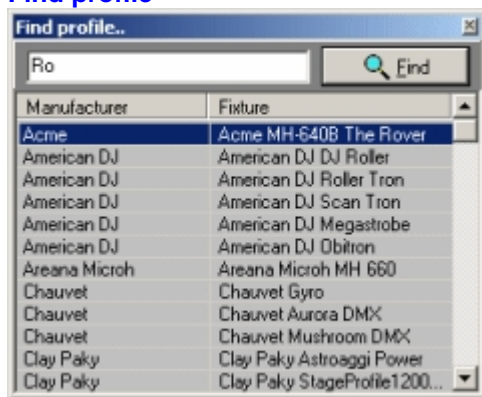 Find profile
Find profile..
Ro Find
Manufacturer Fixture
Acme Acme MH-640B The Rover
American DJ American DJ DJ Roller
American DJ American DJ Roller Tron
American DJ American DJ Scan Tron
American DJ American DJ Megastrobe
American DJ American DJ Obitron
Areana Microh Areana Microh MH 660
Chauvet Chauvet Gyro
Chauvet Chauvet Aurora DMX
Chauvet Chauvet Mushroom DMX
Clay Paky Clay Paky Astroaggi Power
Clay Paky Clay Paky StageProfile1200...